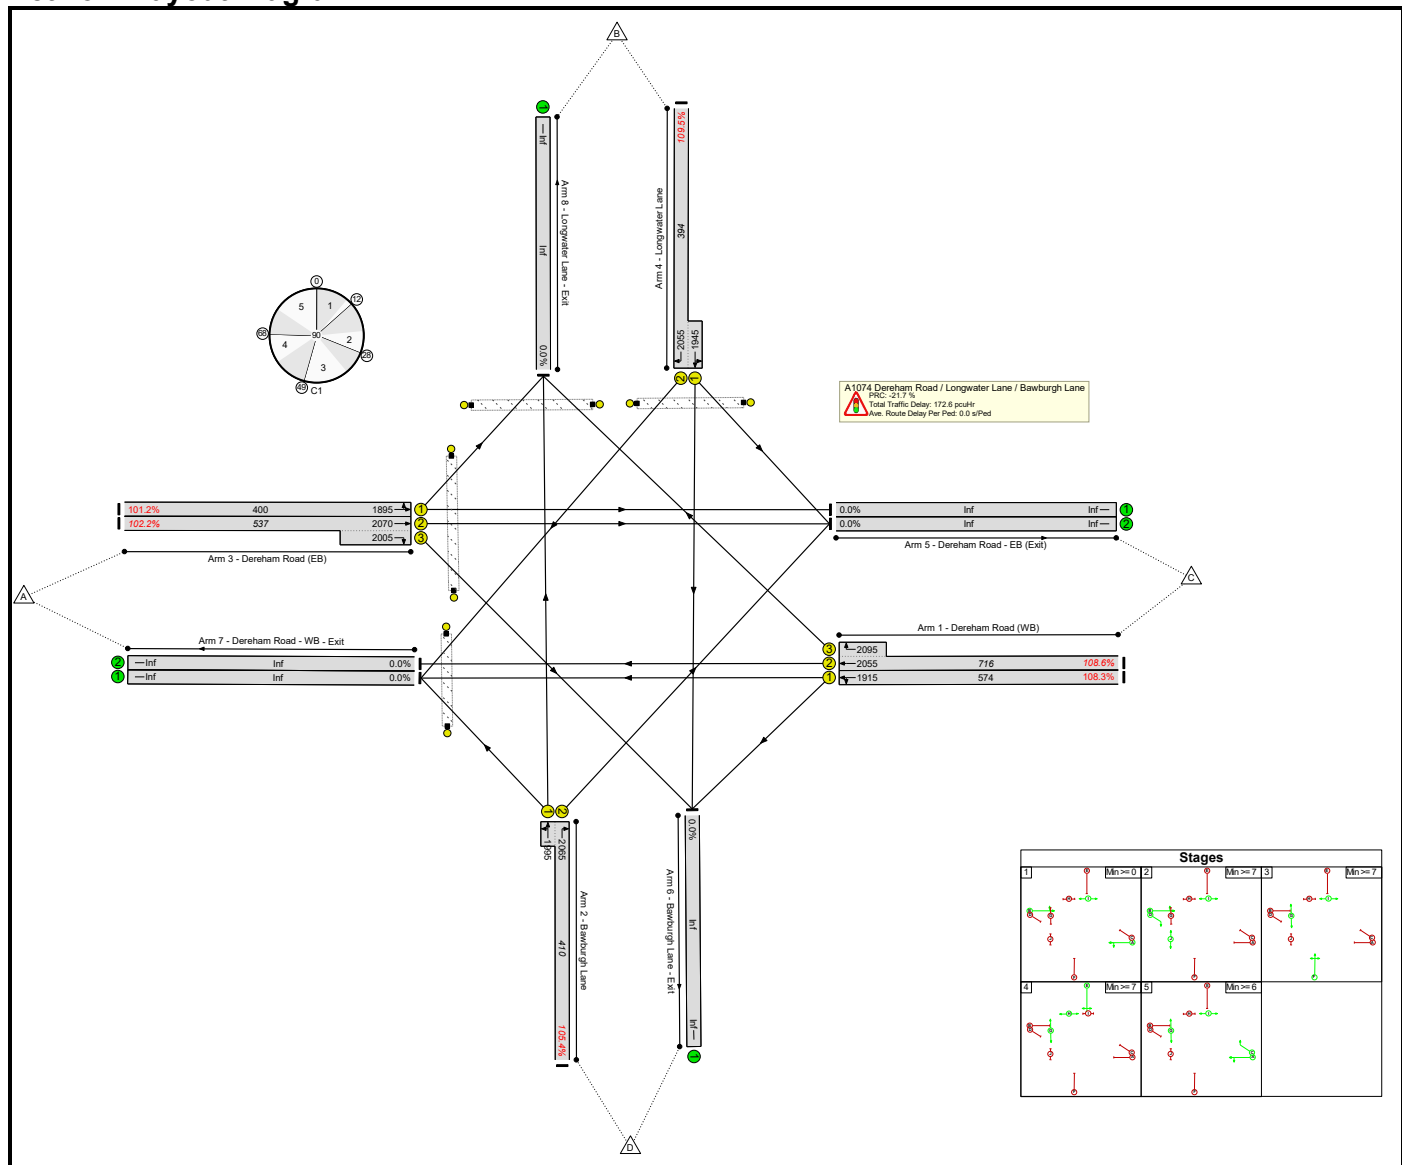 B
1
Inf
Inf
0.0%
Arm 8 - Longwater Lane - Exit
109.5%
394
2055
1945
Arm 4 - Longwater Lane
2
1
0
12
28
49
68
90
1
2
3
4
5
C1
A1074 Dereham Road / Longwater Lane / Bawburgh Lane
PRC: -21.7 %
Total Traffic Delay: 172.6 pcuHr
Ave. Route Delay Per Ped: 0.0 s/Ped
101.2% 400 1895 1
102.2% 537 2070 2
2005 3
Arm 3 - Dereham Road (EB)
0.0% Inf Inf 1
0.0% Inf Inf 2
Arm 5 - Dereham Road - EB (Exit)
A
C
Arm 7 - Dereham Road - WB - Exit
2 Inf Inf 0.0%
1 Inf Inf 0.0%
Arm 1 - Dereham Road (WB)
3 2095
2 2055 716 108.6%
1 1915 574 108.3%
1
2
1995
2065
410
105.4%
Arm 2 - Bawburgh Lane
0.0%
Inf
Inf
1
Arm 6 - Bawburgh Lane - Exit
D
Stages
1 Min >= 0
2 Min >= 7
3 Min >= 7
4 Min >= 7
5 Min >= 6